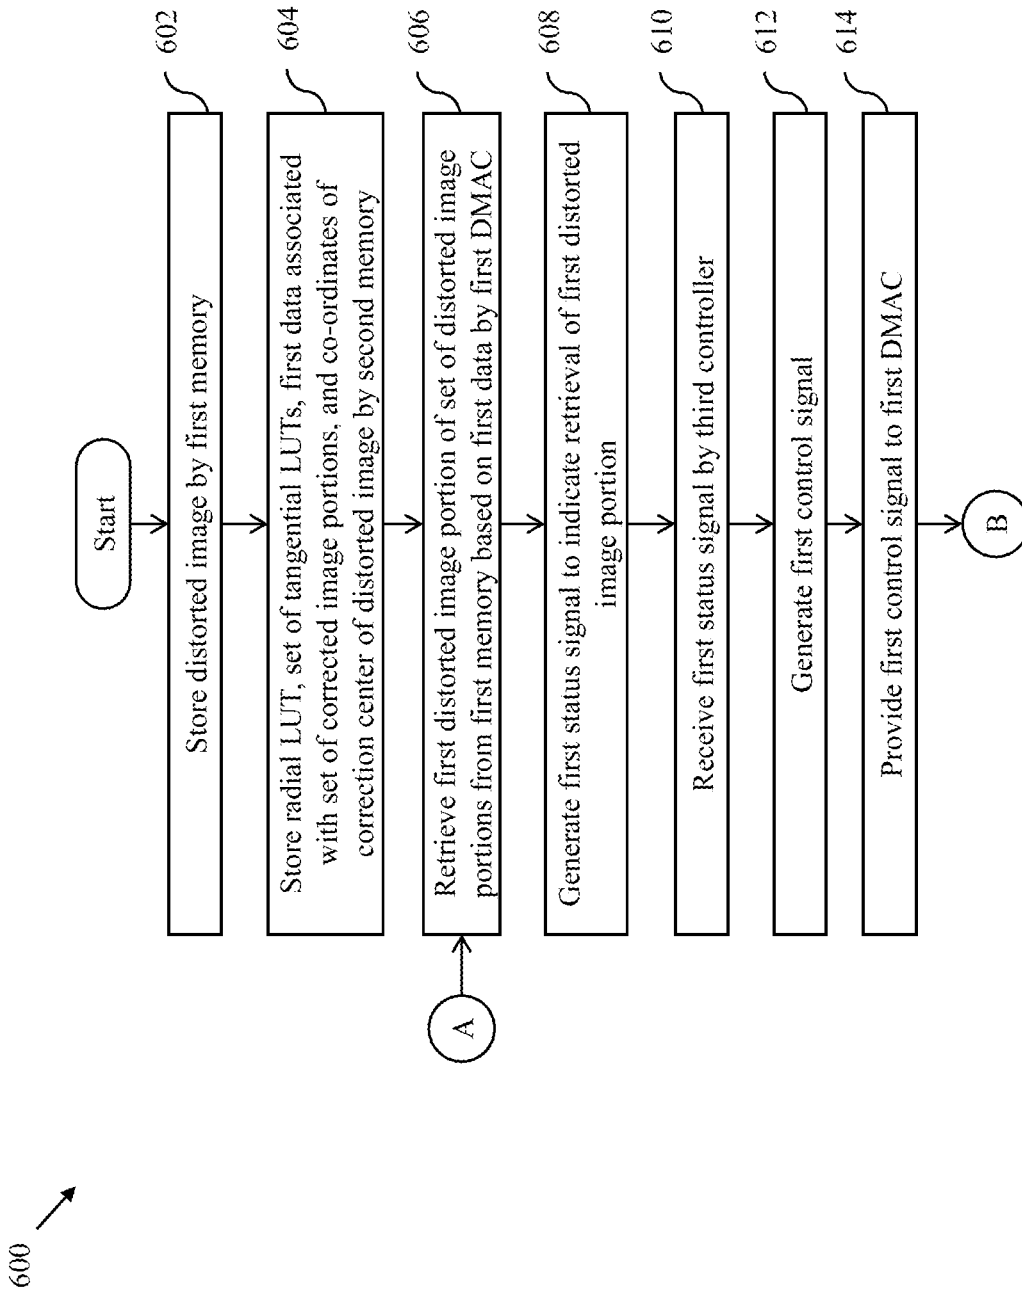 600
Start
602
Store distorted image by first memory
604
Store radial LUT, set of tangential LUTs, first data associated
with set of corrected image portions, and co-ordinates of
correction center of distorted image by second memory
606
Retrieve first distorted image portion of set of distorted image
portions from first memory based on first data by first DMAC
A
608
Generate first status signal to indicate retrieval of first distorted
image portion
610
Receive first status signal by third controller
612
Generate first control signal
614
Provide first control signal to first DMAC
B